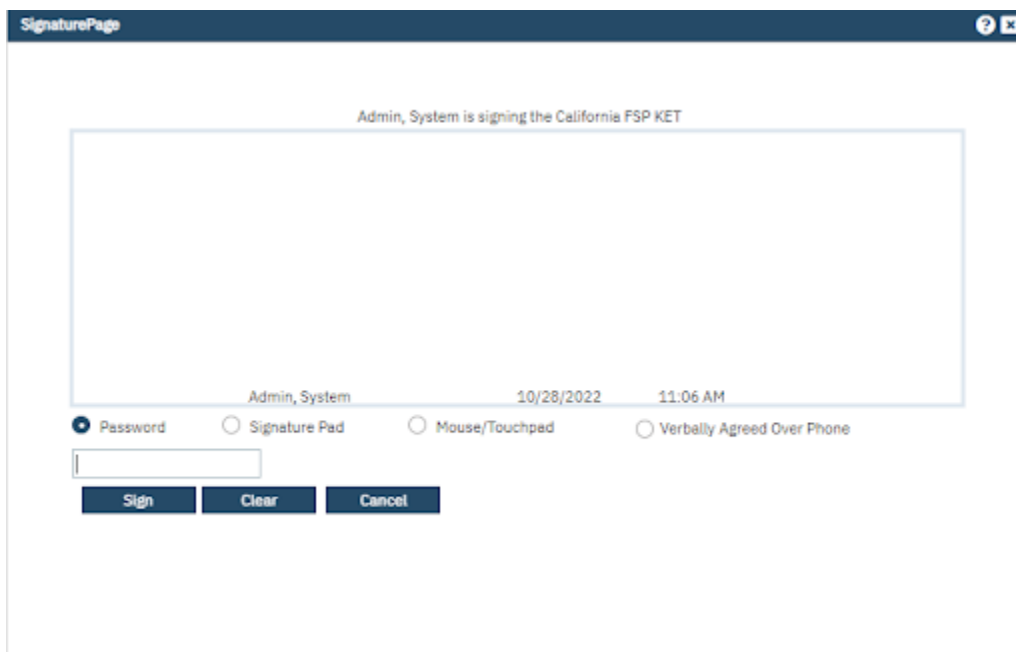 SignaturePage
Admin, System is signing the California FSP KET
Admin, System 10/28/2022 11:06 AM
Password Signature Pad Mouse/Touchpad Verbally Agreed Over Phone
Sign Clear Cancel